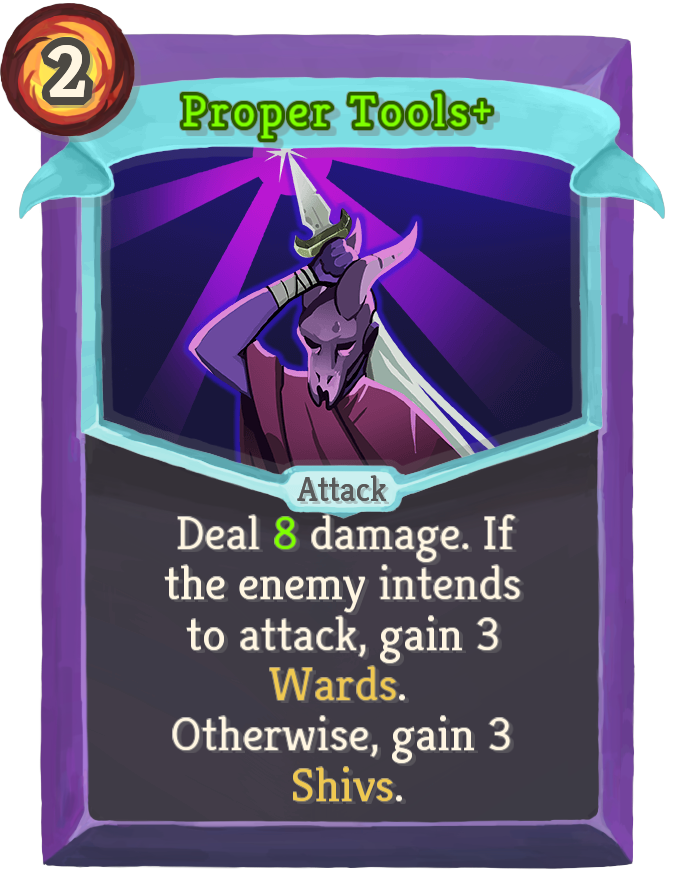 2
Proper Tools+
Attack
Deal 8 damage. If
the enemy intends
to attack, gain 3
Wards.
Otherwise, gain 3
Shivs.